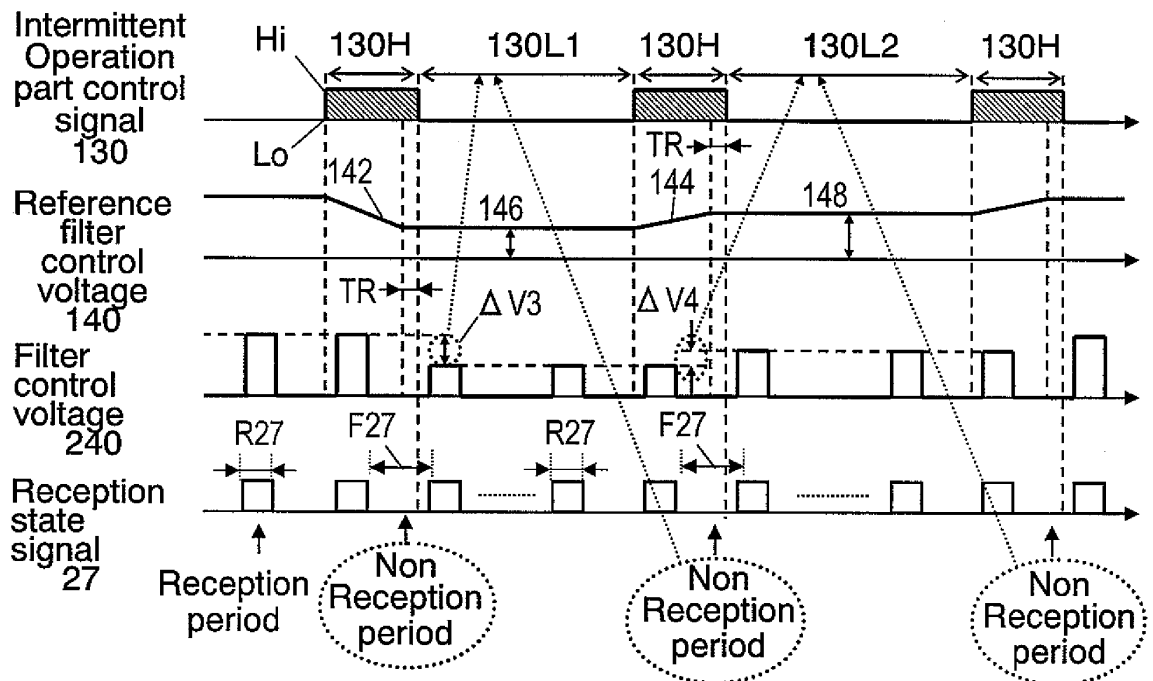 Intermittent
Operation
part control
signal
130
Hi
Lo
130H
130L1
130H
130L2
130H
TR
Reference
filter
control
voltage
140
142
146
144
148
TR
Δ V3
Δ V4
Filter
control
voltage
240
R27
F27
R27
F27
Reception
state
signal
27
Reception
period
Non
Reception
period
Non
Reception
period
Non
Reception
period